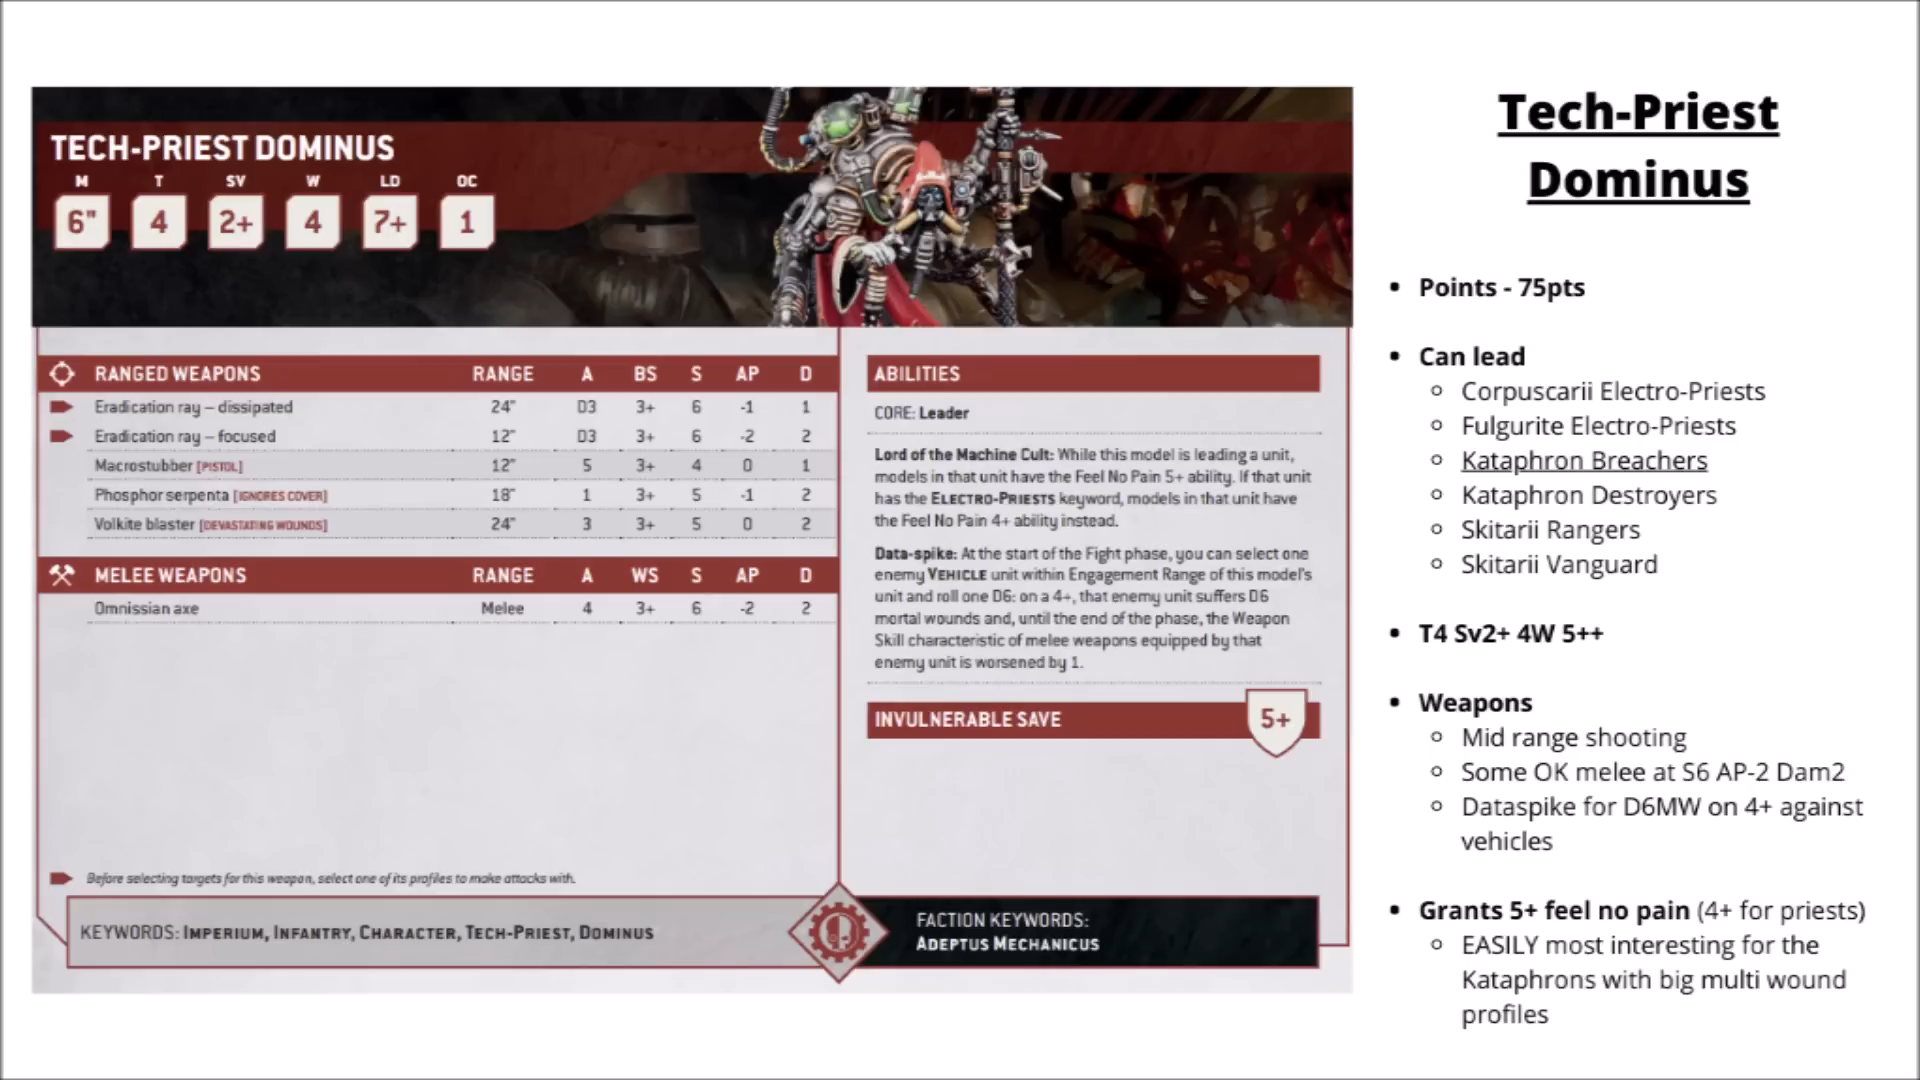 TECH-PRIEST DOMINUS
M T SV W LD OC
6" 4 2+ 4 7+ 1
RANGED WEAPONS RANGE A BS S AP D
Eradication ray – dissipated 24" D3 3+ 6 -1 1
Eradication ray – focused 12" D3 3+ 6 -2 2
Macrostubber [PISTOL] 12" 5 3+ 4 0 1
Phosphor serpenta [IGNORES COVER] 18" 1 3+ 5 -1 2
Volkite blaster [DEVASTATING WOUNDS] 24" 3 3+ 5 0 2
MELEE WEAPONS RANGE A WS S AP D
Omnissian axe Melee 4 3+ 6 -2 2
Before selecting targets for this weapon, select one of its profiles to make attacks with.
KEYWORDS: IMPERIUM, INFANTRY, CHARACTER, TECH-PRIEST, DOMINUS
ABILITIES
CORE: Leader
Lord of the Machine Cult: While this model is leading a unit,
models in that unit have the Feel No Pain 5+ ability. If that unit
has the ELECTRO-PRIESTS keyword, models in that unit have
the Feel No Pain 4+ ability instead.
Data-spike: At the start of the Fight phase, you can select one
enemy VEHICLE unit within Engagement Range of this model's
unit and roll one D6: on a 4+, that enemy unit suffers D6
mortal wounds and, until the end of the phase, the Weapon
Skill characteristic of melee weapons equipped by that
enemy unit is worsened by 1.
INVULNERABLE SAVE 5+
FACTION KEYWORDS:
ADEPTUS MECHANICUS
Tech-Priest
Dominus
• Points - 75pts
• Can lead
○ Corpuscarii Electro-Priests
○ Fulgurite Electro-Priests
○ Kataphron Breachers
○ Kataphron Destroyers
○ Skitarii Rangers
○ Skitarii Vanguard
• T4 Sv2+ 4W 5++
• Weapons
○ Mid range shooting
○ Some OK melee at S6 AP-2 Dam2
○ Dataspike for D6MW on 4+ against
vehicles
• Grants 5+ feel no pain (4+ for priests)
○ EASILY most interesting for the
Kataphrons with big multi wound
profiles